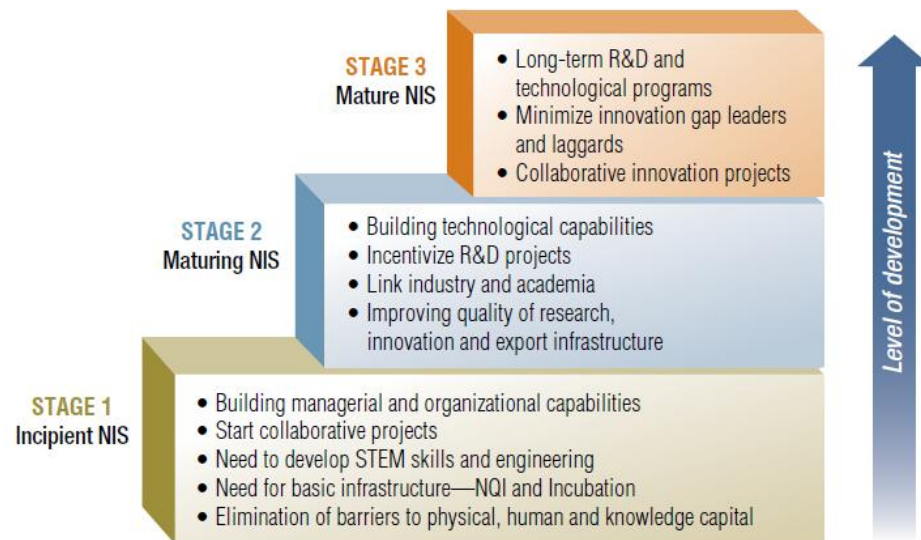 STAGE 3
Mature NIS
• Long-term R&D and
technological programs
• Minimize innovation gap leaders
and laggards
• Collaborative innovation projects
STAGE 2
Maturing NIS
• Building technological capabilities
• Incentivize R&D projects
• Link industry and academia
• Improving quality of research,
innovation and export infrastructure
STAGE 1
Incipient NIS
• Building managerial and organizational capabilities
• Start collaborative projects
• Need to develop STEM skills and engineering
• Need for basic infrastructure—NQI and Incubation
• Elimination of barriers to physical, human and knowledge capital
Level of development